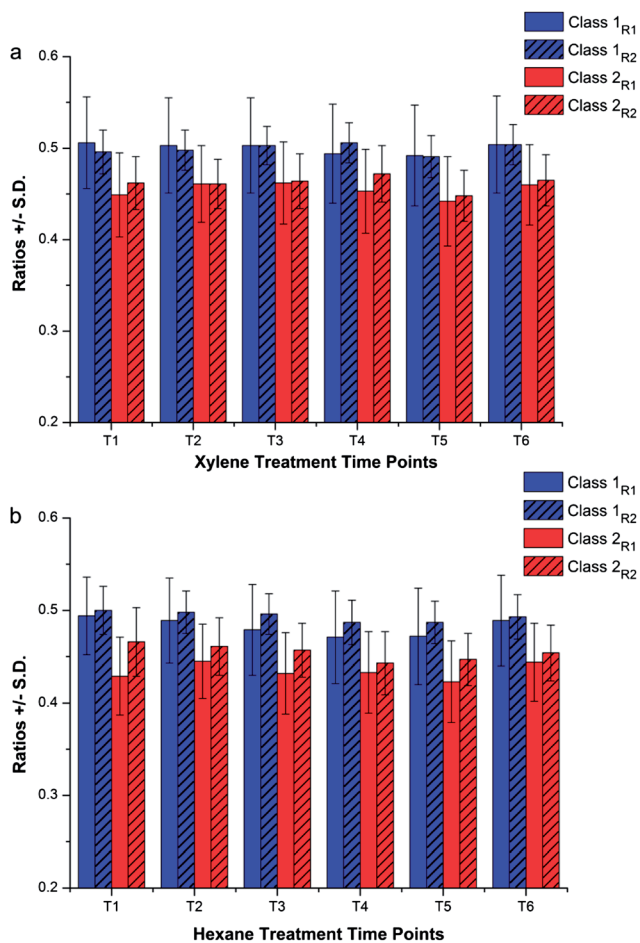 a
Class 1R1
Class 1R2
Class 2R1
Class 2R2
0.6
0.5
0.4
0.3
0.2
Ratios +/- S.D.
T1 T2 T3 T4 T5 T6
Xylene Treatment Time Points
b
Class 1R1
Class 1R2
Class 2R1
Class 2R2
0.6
0.5
0.4
0.3
0.2
Ratios +/- S.D.
T1 T2 T3 T4 T5 T6
Hexane Treatment Time Points